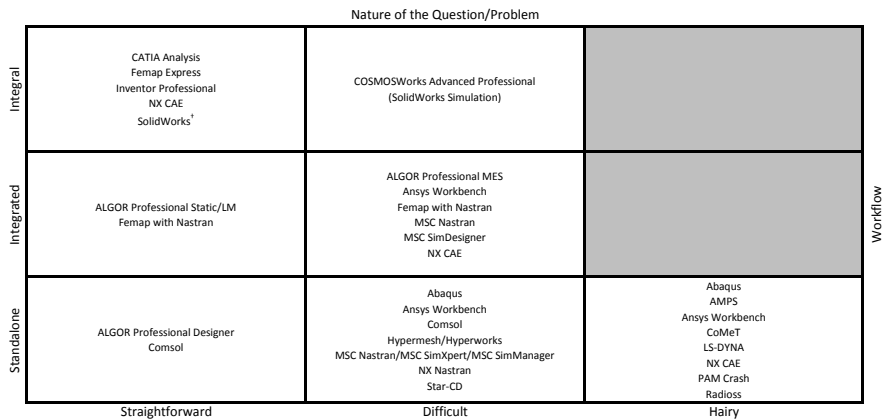 Nature of the Question/Problem
Integral
CATIA Analysis
Femap Express
Inventor Professional
NX CAE
SolidWorks†
COSMOSWorks Advanced Professional
(SolidWorks Simulation)
Integrated
ALGOR Professional Static/LM
Femap with Nastran
ALGOR Professional MES
Ansys Workbench
Femap with Nastran
MSC Nastran
MSC SimDesigner
NX CAE
Workflow
Standalone
ALGOR Professional Designer
Comsol
Abaqus
Ansys Workbench
Comsol
Hypermesh/Hyperworks
MSC Nastran/MSC SimXpert/MSC SimManager
NX Nastran
Star-CD
Abaqus
AMPS
Ansys Workbench
CoMeT
LS-DYNA
NX CAE
PAM Crash
Radioss
Straightforward
Difficult
Hairy